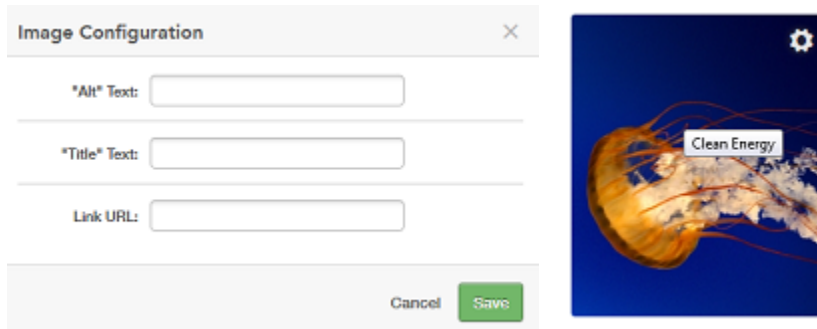 Image Configuration
"Alt" Text:
"Title" Text:
Link URL:
Cancel Save
Clean Energy